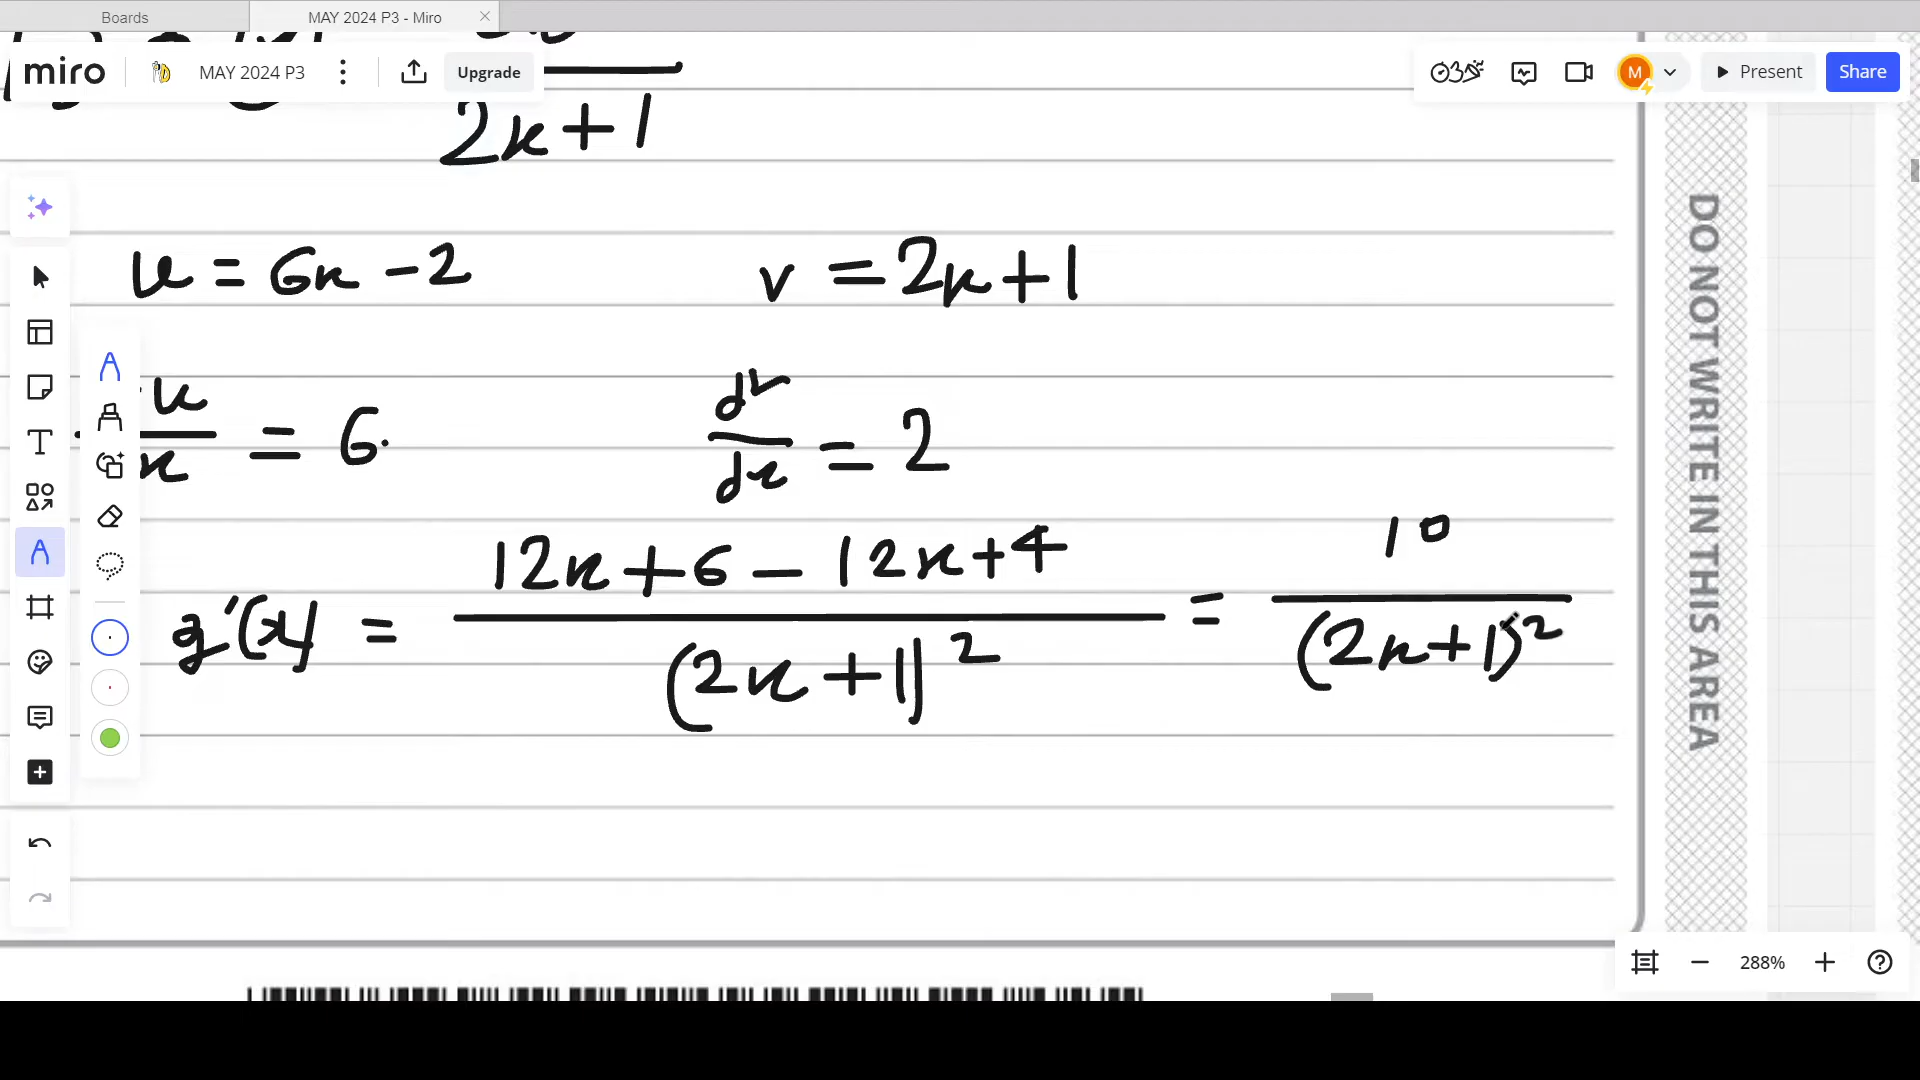 Boards
MAY 2024 P3 - Miro
miro
MAY 2024 P3
Upgrade
Present
Share
M
2x+1
u = 6x - 2
v = 2x + 1
u/x = 6
dv/dx = 2
g'(x) = 12x + 6 - 12x + 4 / (2x + 1)² = 10 / (2x + 1)²
DO NOT WRITE IN THIS AREA
288%